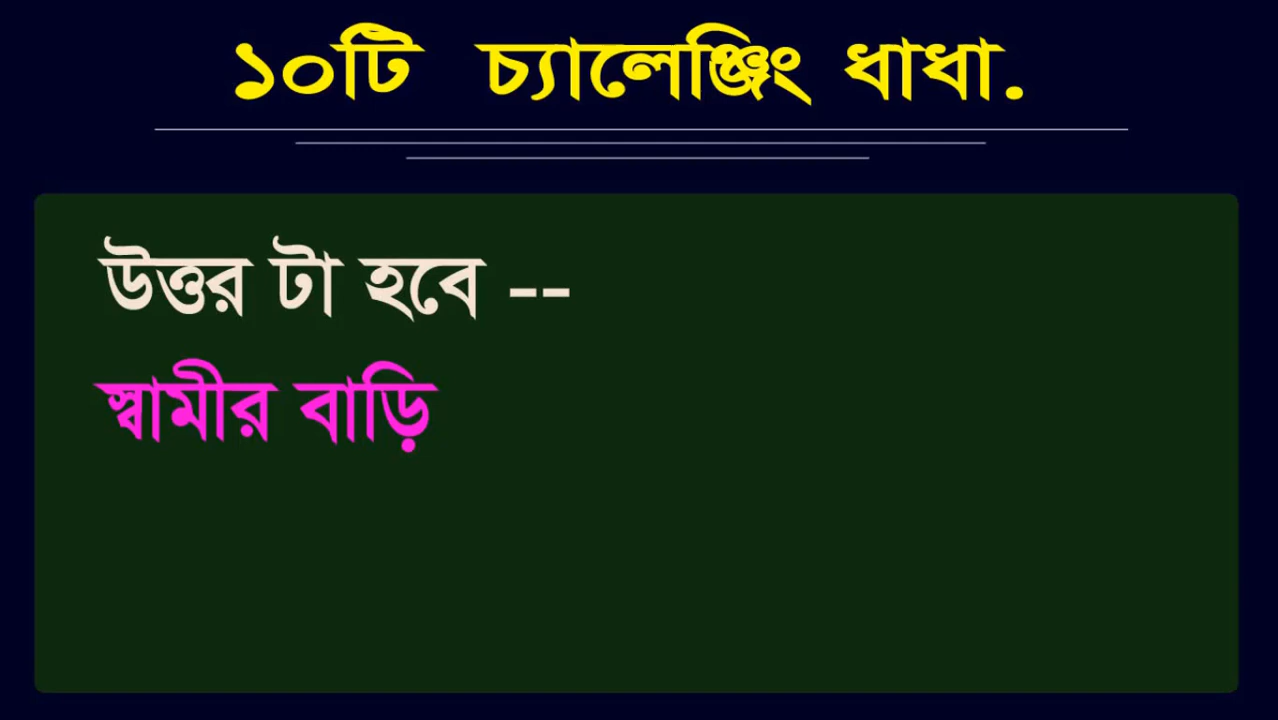 ১০টি চ্যালেঞ্জিং ধাধা.
উত্তর টা হবে --
স্বামীর বাড়ি